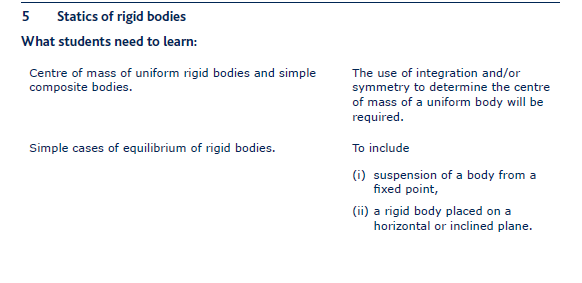 5 Statics of rigid bodies
What students need to learn:
Centre of mass of uniform rigid bodies and simple
composite bodies.
The use of integration and/or
symmetry to determine the centre
of mass of a uniform body will be
required.
Simple cases of equilibrium of rigid bodies.
To include
(i) suspension of a body from a
fixed point,
(ii) a rigid body placed on a
horizontal or inclined plane.